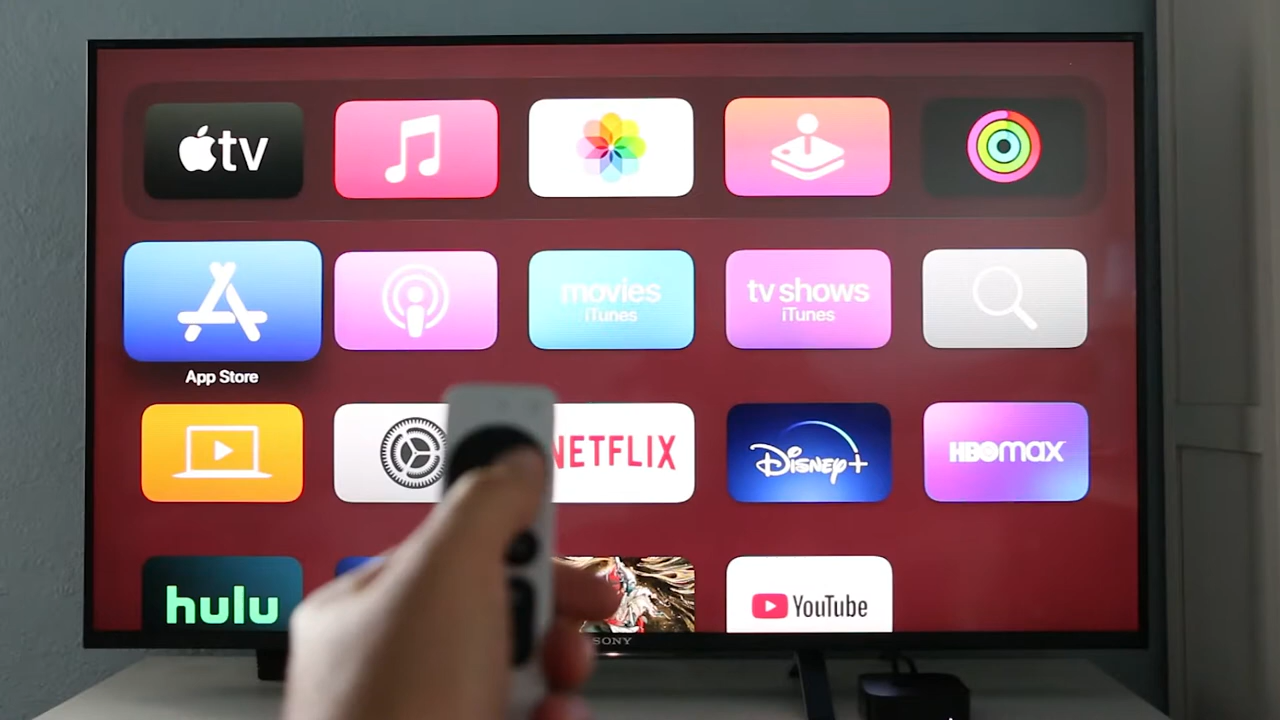 tv
movies
iTunes
tv shows
iTunes
App Store
NETFLIX
Disney+
HBOmax
hulu
YouTube
SONY